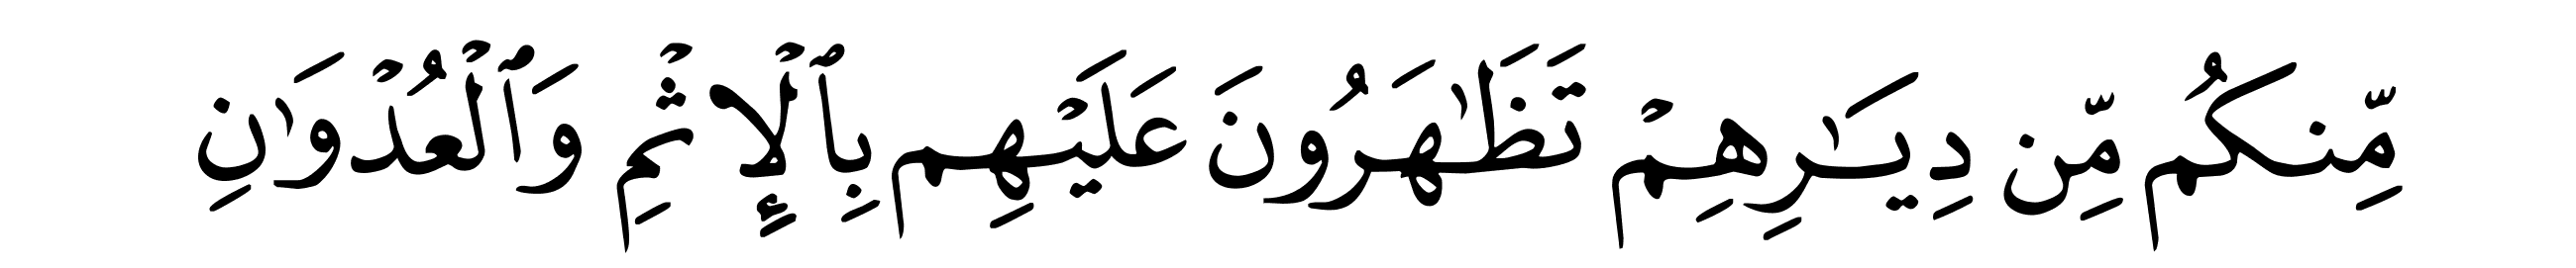 مِّنكُم مِّن دِيَـٰرِهِمْ تَظَـٰهَرُونَ عَلَيْهِم بِٱلْإِثْمِ وَٱلْعُدْوَٰنِ